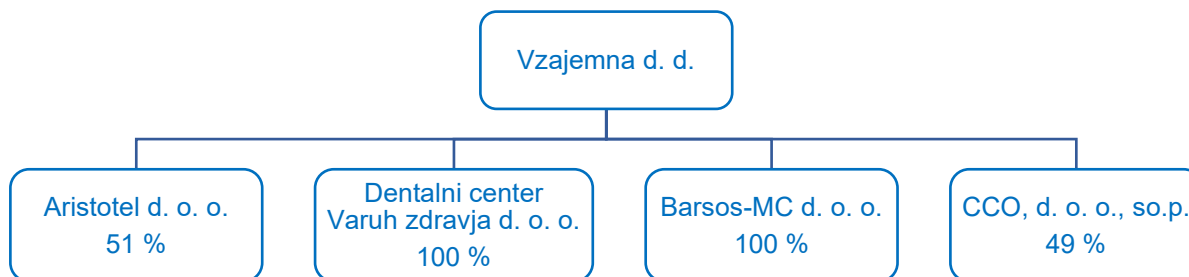 Vzajemna d. d.
Aristotel d. o. o.
51 %
Dentalni center
Varuh zdravja d. o. o.
100 %
Barsos-MC d. o. o.
100 %
CCO, d. o. o., so.p.
49 %